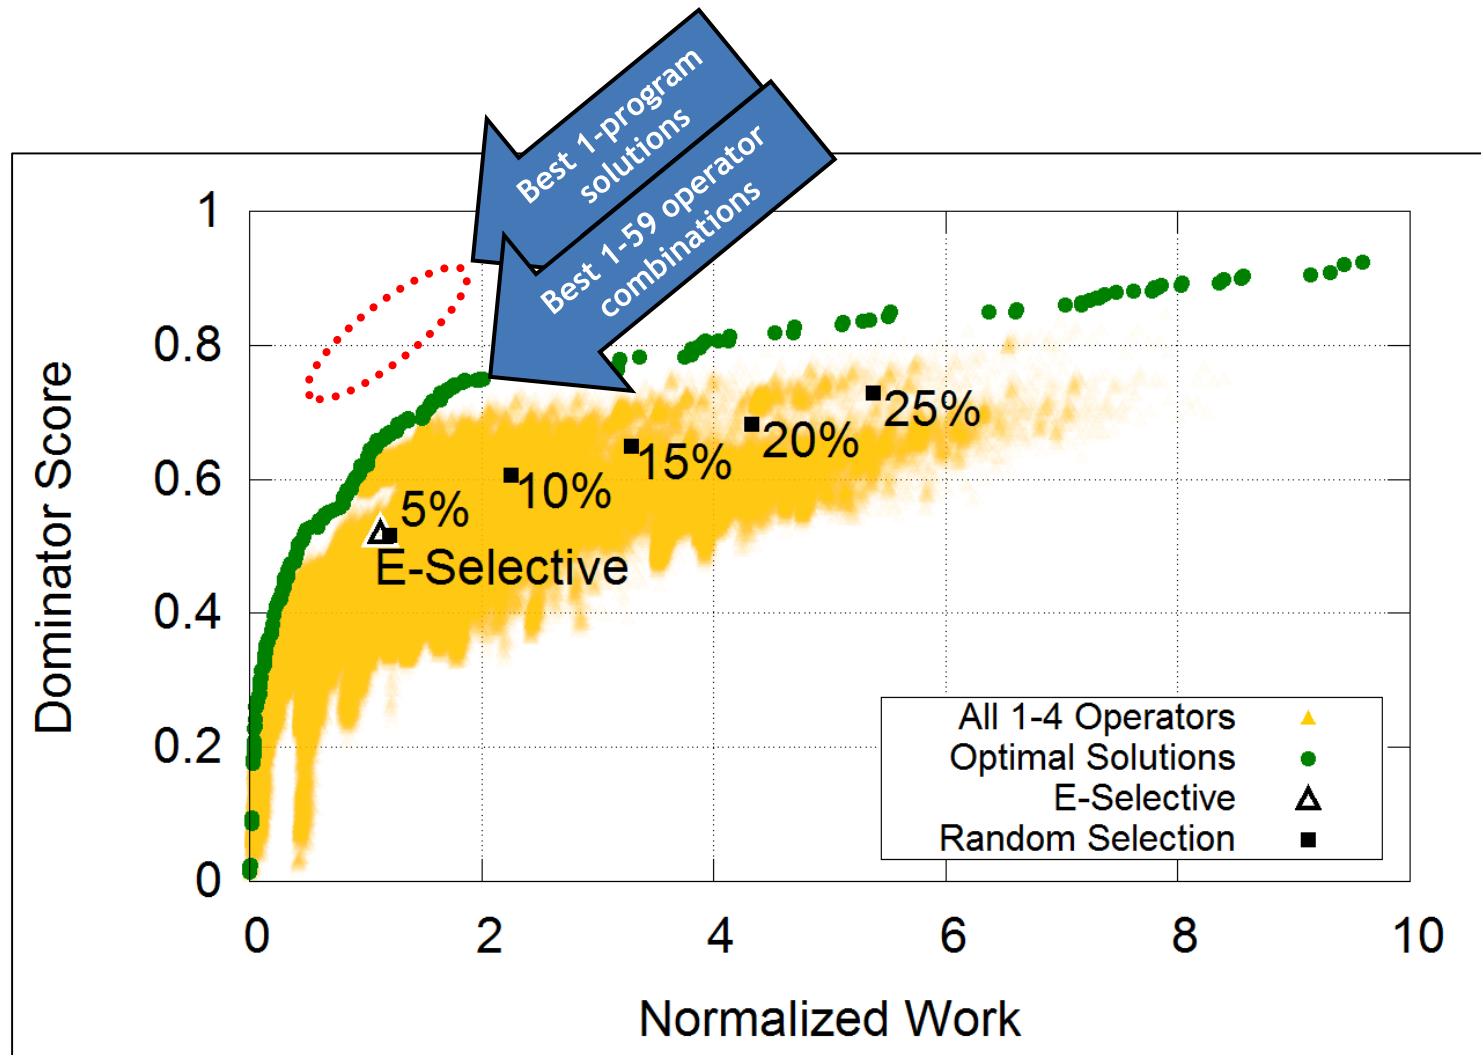 Best 1-program
solutions
Best 1-59 operator
combinations
1
0.8
0.6
0.4
0.2
0
Dominator Score
5%
10%
15%
20%
25%
E-Selective
All 1-4 Operators
Optimal Solutions
E-Selective
Random Selection
0 2 4 6 8 10
Normalized Work